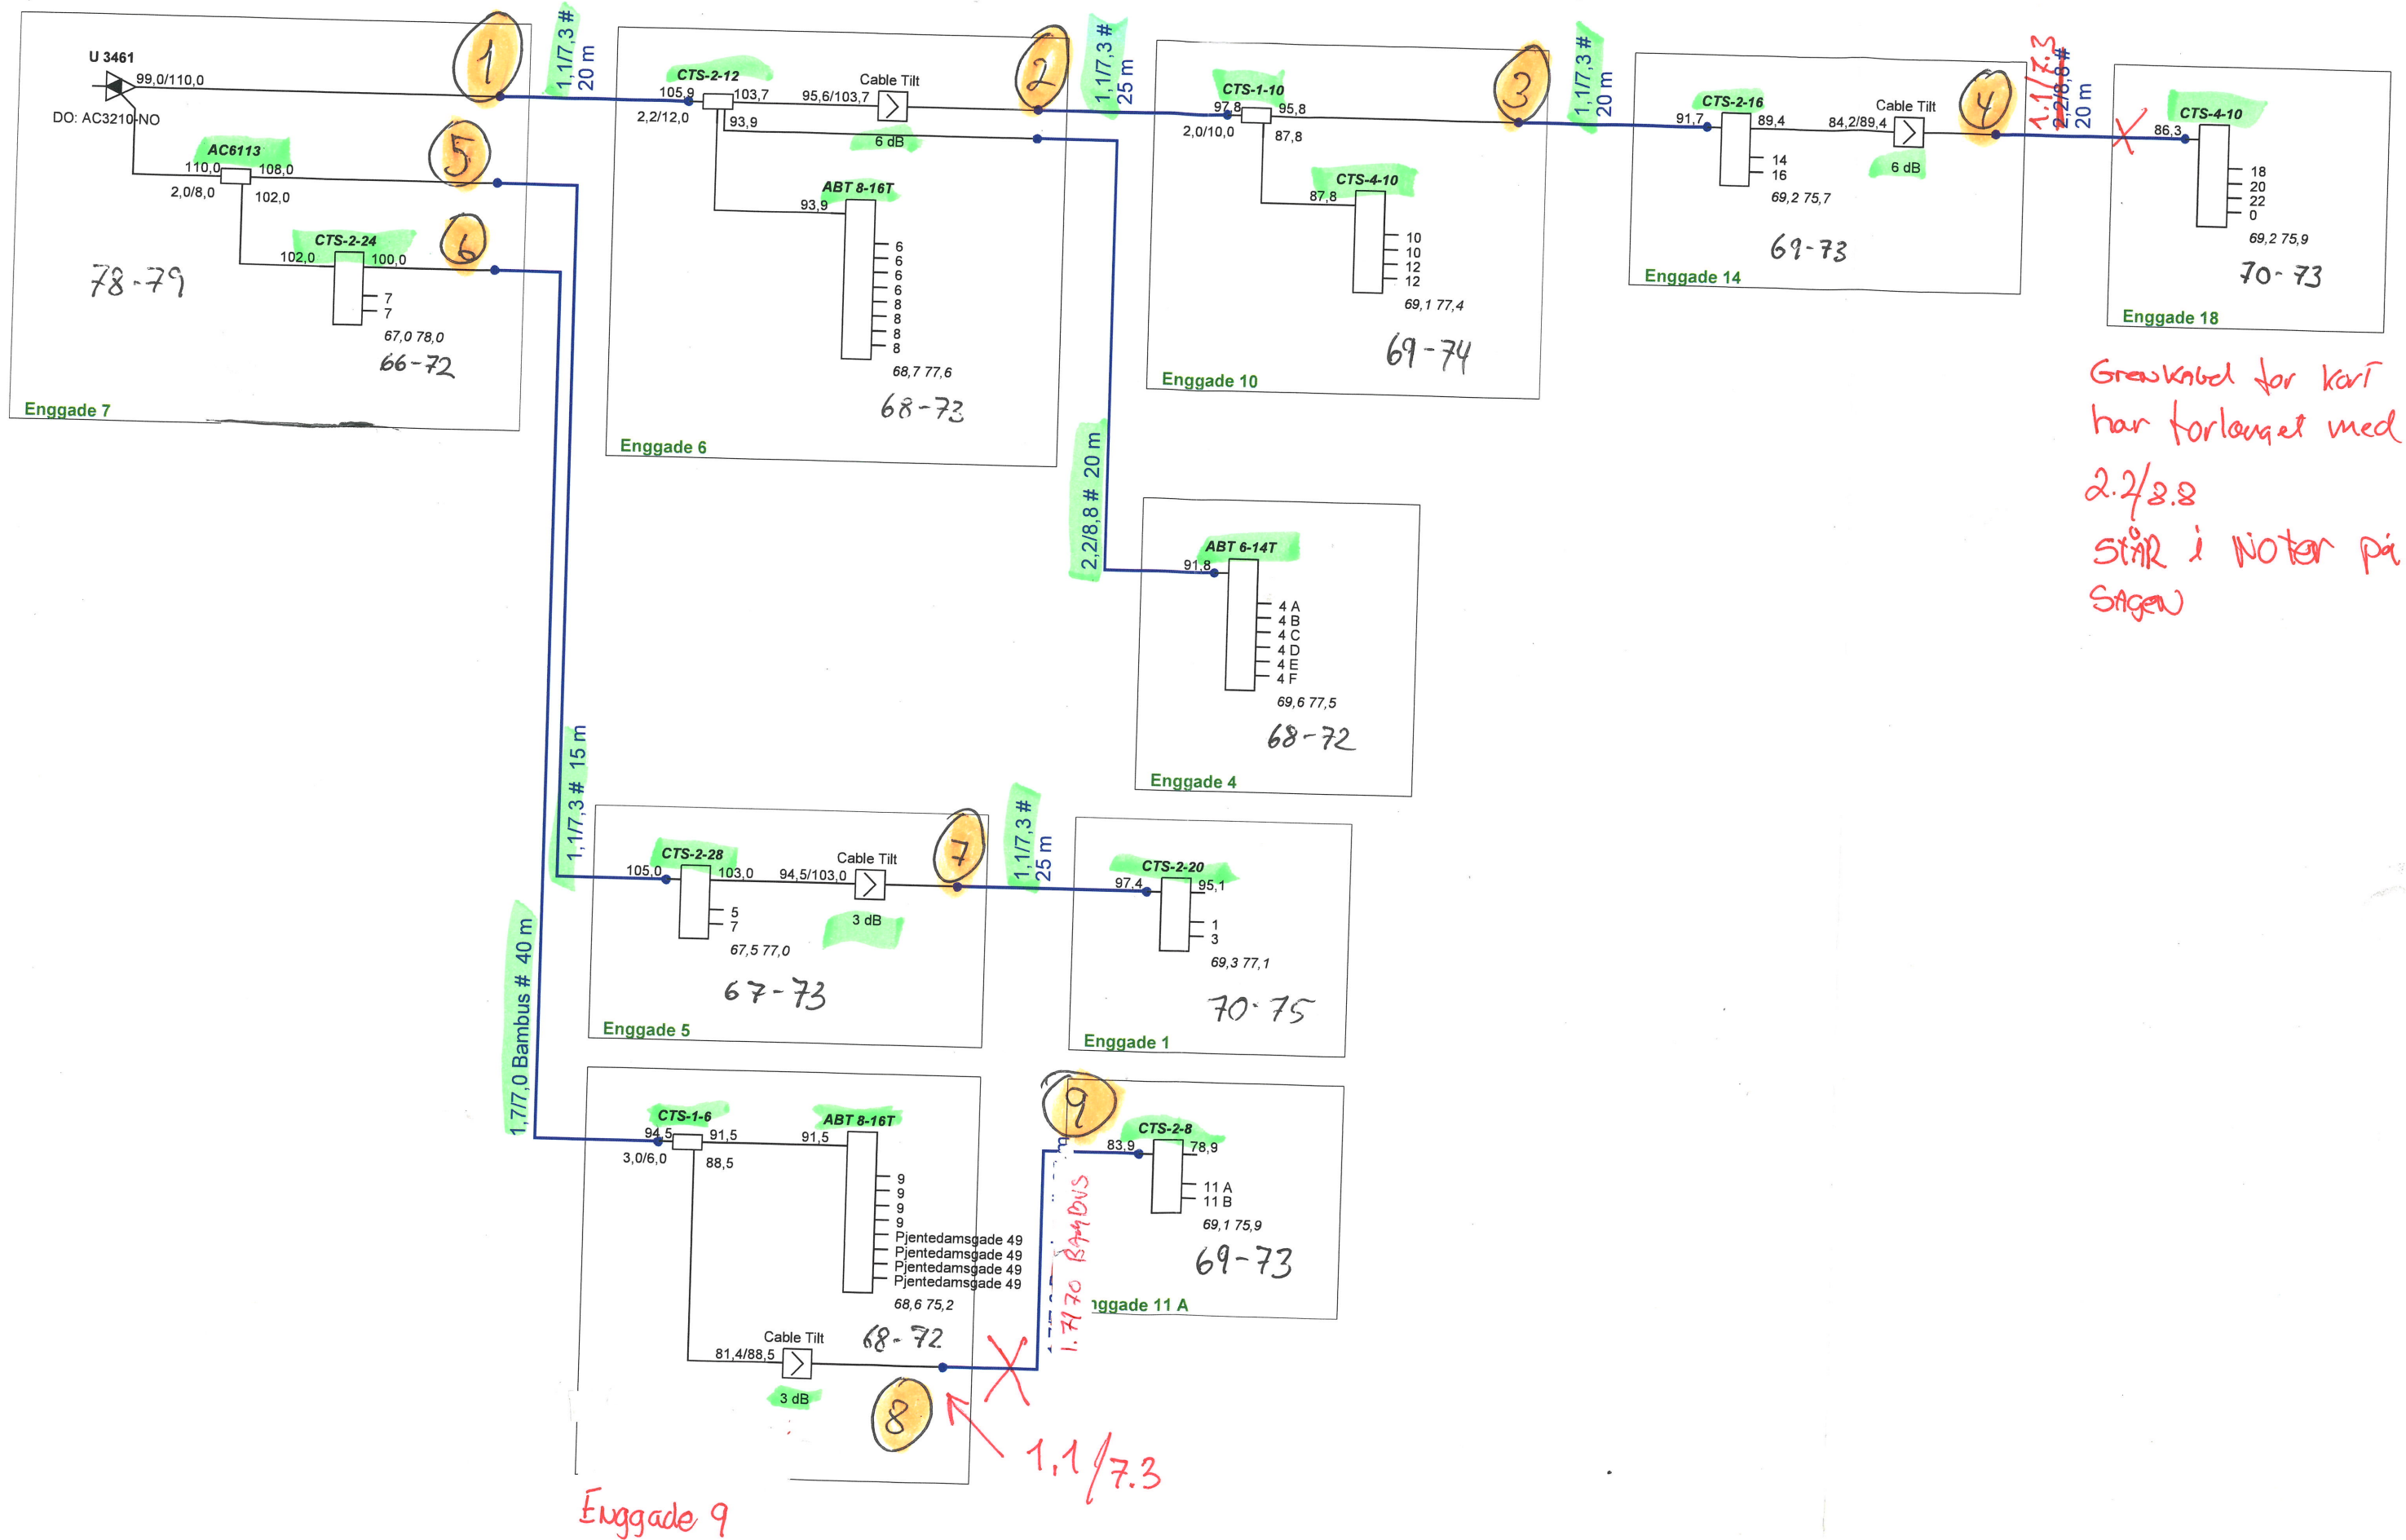 U 3461
99,0/110,0
DO: AC3210-NO
AC6113
110,0
108,0
2,0/8,0
102,0
CTS-2-24
102,0
100,0
7
7
67,0 78,0
66-72
78-79
Enggade 7
1
5
6
1,1/7,3 #
20 m
CTS-2-12
105,9
103,7
2,2/12,0
93,9
95,6/103,7
Cable Tilt
6 dB
ABT 8-16T
93,9
6
6
6
6
8
8
8
8
68,7 77,6
68-73
Enggade 6
2
1,1/7,3 #
25 m
CTS-1-10
97,8
95,8
2,0/10,0
87,8
CTS-4-10
87,8
10
10
12
12
69,1 77,4
69-74
Enggade 10
3
1,1/7,3 #
20 m
CTS-2-16
91,7
89,4
84,2/89,4
Cable Tilt
6 dB
14
16
69,2 75,7
69-73
Enggade 14
4
1.1/7.3
2,2/8,8 #
20 m
CTS-4-10
86,3
18
20
22
0
69,2 75,9
70-73
Enggade 18
Grenkabel for kort
har forlænget med
2.2/8.8
STÅR i NOTER på
SAGEN
2,2/8,8 # 20 m
ABT 6-14T
91,8
4 A
4 B
4 C
4 D
4 E
4 F
69,6 77,5
68-72
Enggade 4
1,1/7,3 # 15 m
CTS-2-28
105,0
103,0
94,5/103,0
Cable Tilt
3 dB
5
7
67,5 77,0
67-73
Enggade 5
7
1,1/7,3 #
25 m
CTS-2-20
97,4
95,1
1
3
69,3 77,1
70-75
Enggade 1
1,7/7,0 Bambus # 40 m
CTS-1-6
94,5
91,5
3,0/6,0
88,5
ABT 8-16T
91,5
9
9
9
9
Pjentedamsgade 49
Pjentedamsgade 49
Pjentedamsgade 49
Pjentedamsgade 49
68,6 75,2
68-72
Cable Tilt
81,4/88,5
3 dB
8
1,1/7.3
Enggade 9
9
1.7/70 BAMBUS
CTS-2-8
83,9
78,9
11 A
11 B
69,1 75,9
69-73
nggade 11 A